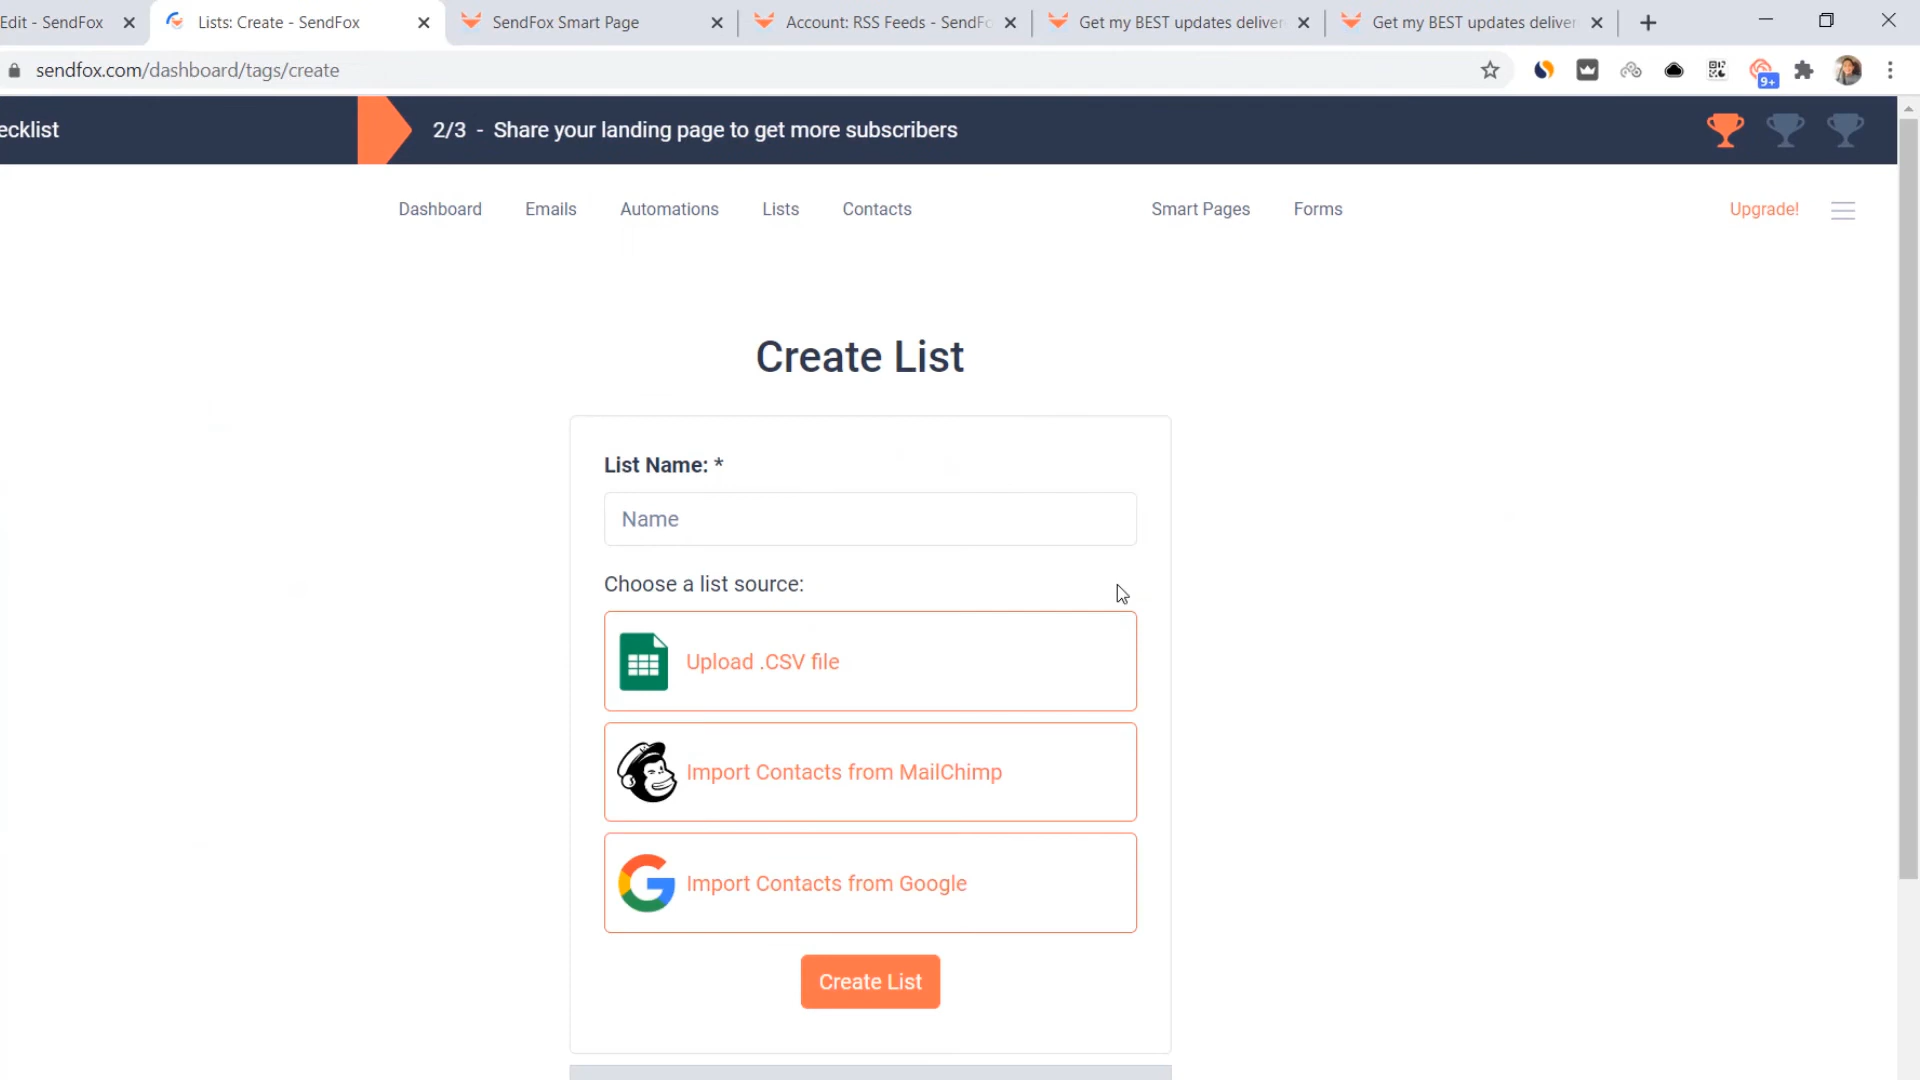 Edit - SendFox
Lists: Create - SendFox
SendFox Smart Page
Account: RSS Feeds - SendFo
Get my BEST updates deliver
Get my BEST updates deliver
sendfox.com/dashboard/tags/create
9+
ecklist
2/3 - Share your landing page to get more subscribers
Dashboard
Emails
Automations
Lists
Contacts
Smart Pages
Forms
Upgrade!
Create List
List Name: *
Name
Choose a list source:
Upload .CSV file
Import Contacts from MailChimp
Import Contacts from Google
Create List